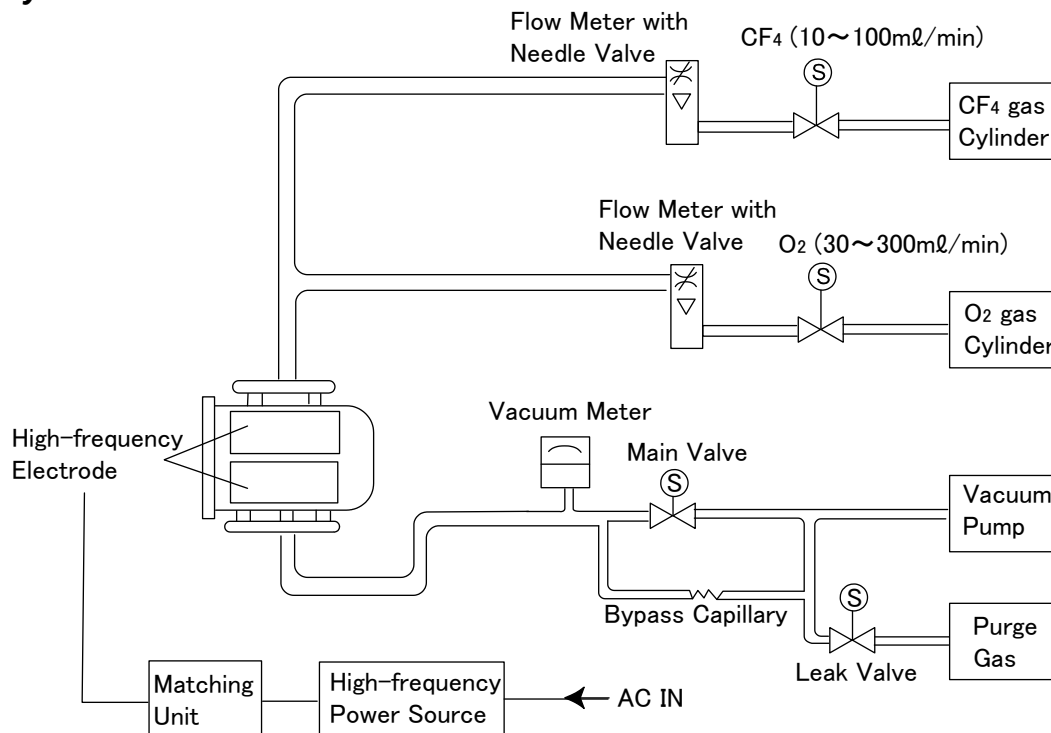 Flow Meter with
Needle Valve
CF4 (10～100mℓ/min)
S
CF4 gas
Cylinder
Flow Meter with
Needle Valve
O2 (30～300mℓ/min)
S
O2 gas
Cylinder
High-frequency
Electrode
Vacuum Meter
Main Valve
S
Vacuum
Pump
Bypass Capillary
S
Leak Valve
Purge
Gas
Matching
Unit
High-frequency
Power Source
AC IN